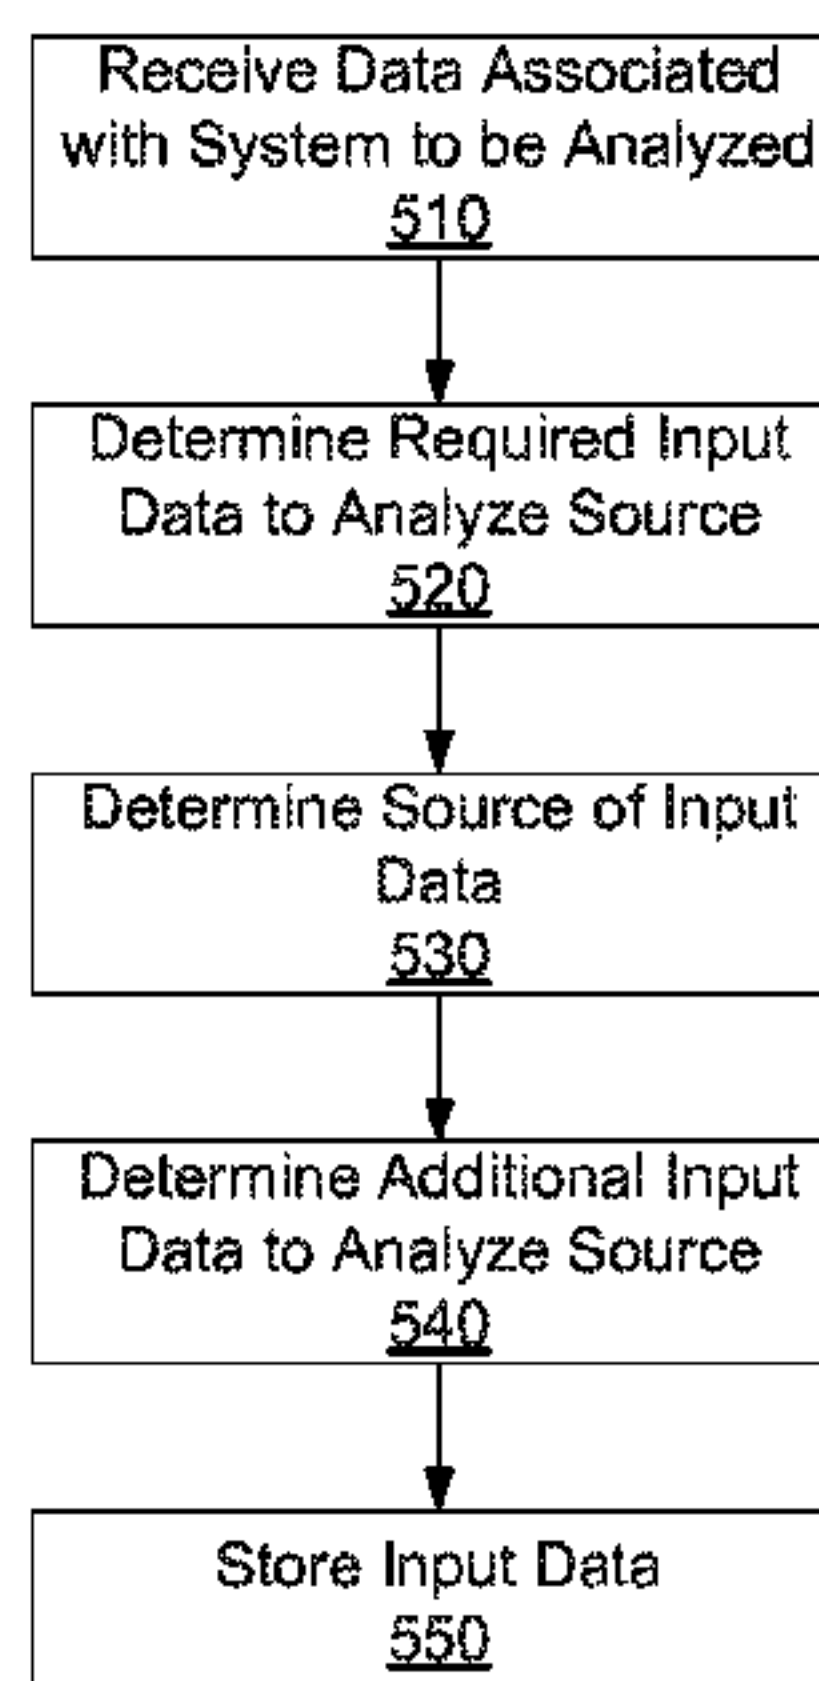 Receive Data Associated
with System to be Analyzed
510
Determine Required Input
Data to Analyze Source
520
Determine Source of Input
Data
530
Determine Additional Input
Data to Analyze Source
540
Store Input Data
550